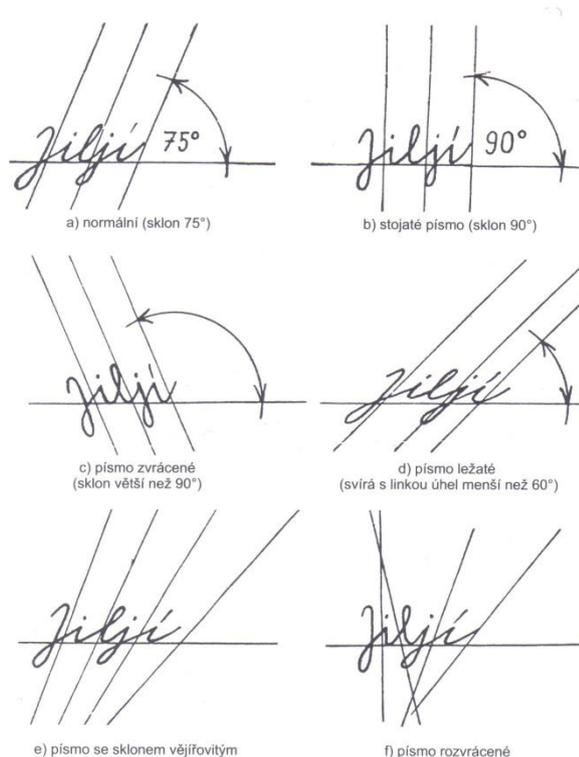 Jiljí 75°
Jiljí 90°
a) normální (sklon 75°)
b) stojaté písmo (sklon 90°)
Jiljí
Jiljí
c) písmo zvrácené
(sklon větší než 90°)
d) písmo ležaté
(svírá s linkou úhel menší než 60°)
Jiljí
Jiljí
e) písmo se sklonem vějířovitým
f) písmo rozvrácené